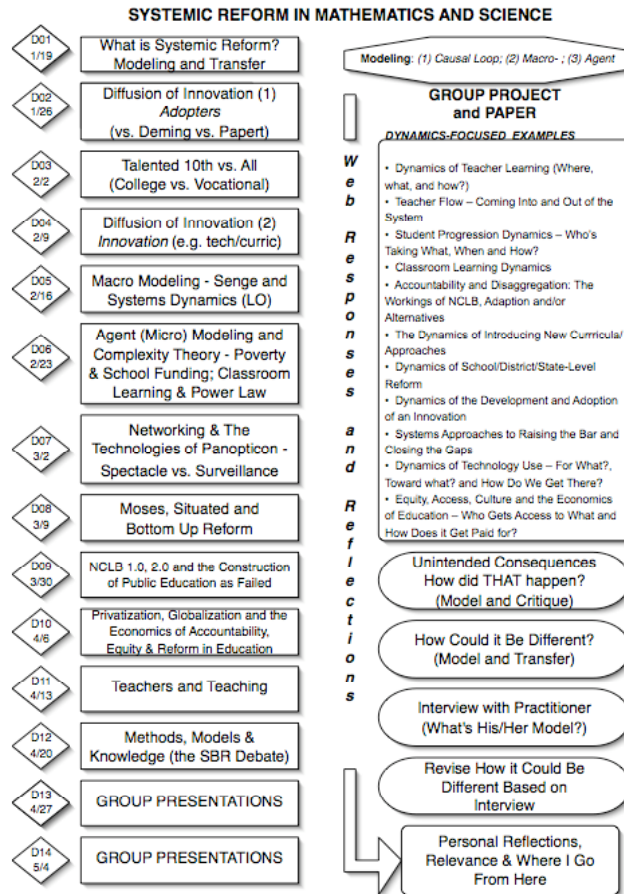 SYSTEMIC REFORM IN MATHEMATICS AND SCIENCE
D01
1/19
What is Systemic Reform?
Modeling and Transfer
D02
1/26
Diffusion of Innovation (1)
Adopters
(vs. Deming vs. Papert)
D03
2/2
Talented 10th vs. All
(College vs. Vocational)
D04
2/9
Diffusion of Innovation (2)
Innovation (e.g. tech/curric)
D05
2/16
Macro Modeling - Senge and
Systems Dynamics (LO)
D06
2/23
Agent (Micro) Modeling and
Complexity Theory - Poverty
& School Funding; Classroom
Learning & Power Law
D07
3/2
Networking & The
Technologies of Panopticon -
Spectacle vs. Surveillance
D08
3/9
Moses, Situated and
Bottom Up Reform
D09
3/30
NCLB 1.0, 2.0 and the Construction
of Public Education as Failed
D10
4/6
Privatization, Globalization and the
Economics of Accountability,
Equity & Reform in Education
D11
4/13
Teachers and Teaching
D12
4/20
Methods, Models &
Knowledge (the SBR Debate)
D13
4/27
GROUP PRESENTATIONS
D14
5/4
GROUP PRESENTATIONS
Web Responses and Reflections
Modeling: (1) Causal Loop; (2) Macro- ; (3) Agent
GROUP PROJECT
and PAPER
DYNAMICS-FOCUSED EXAMPLES
• Dynamics of Teacher Learning (Where,
what, and how?)
• Teacher Flow – Coming Into and Out of the
System
• Student Progression Dynamics – Who's
Taking What, When and How?
• Classroom Learning Dynamics
• Accountability and Disaggregation: The
Workings of NCLB, Adaption and/or
Alternatives
• The Dynamics of Introducing New Currricula/
Approaches
• Dynamics of School/District/State-Level
Reform
• Dynamics of the Development and Adoption
of an Innovation
• Systems Approaches to Raising the Bar and
Closing the Gaps
• Dynamics of Technology Use – For What?,
Toward what? and How Do We Get There?
• Equity, Access, Culture and the Economics
of Education – Who Gets Access to What and
How Does it Get Paid for?
Unintended Consequences
How did THAT happen?
(Model and Critique)
How Could it Be Different?
(Model and Transfer)
Interview with Practitioner
(What's His/Her Model?)
Revise How it Could Be
Different Based on
Interview
Personal Reflections,
Relevance & Where I Go
From Here